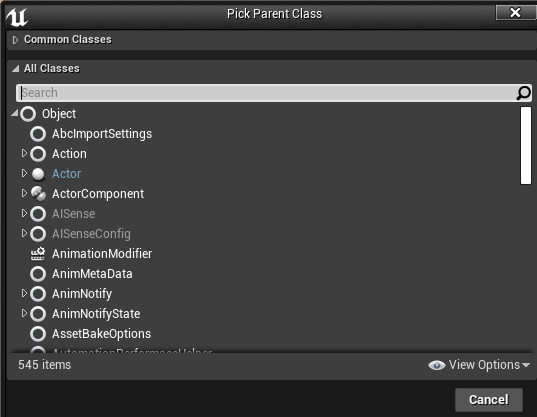 Pick Parent Class
Common Classes
All Classes
Search
Object
AbcImportSettings
Action
Actor
ActorComponent
AISense
AISenseConfig
AnimationModifier
AnimMetaData
AnimNotify
AnimNotifyState
AssetBakeOptions
545 items
View Options
Cancel